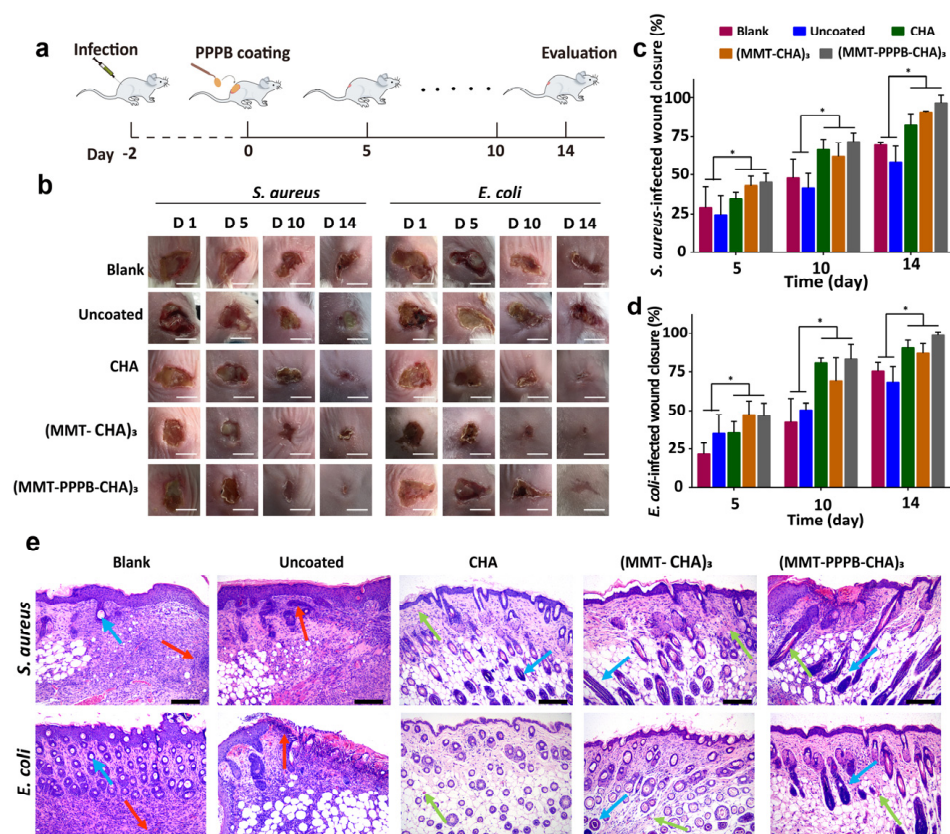 a
Infection
PPPB coating
Evaluation
Day -2 0 5 10 14
b
S. aureus E. coli
D 1 D 5 D 10 D 14 D 1 D 5 D 10 D 14
Blank
Uncoated
CHA
(MMT- CHA)₃
(MMT-PPPB-CHA)₃
c
Blank Uncoated CHA
(MMT-CHA)₃ (MMT-PPPB-CHA)₃
S. aureus-infected wound closure (%)
100
75
50
25
0
* * *
5 10 14
Time (day)
d
E. coli-infected wound closure (%)
100
75
50
25
0
* * *
5 10 14
Time (day)
e
Blank Uncoated CHA (MMT- CHA)₃ (MMT-PPPB-CHA)₃
S. aureus
E. coli